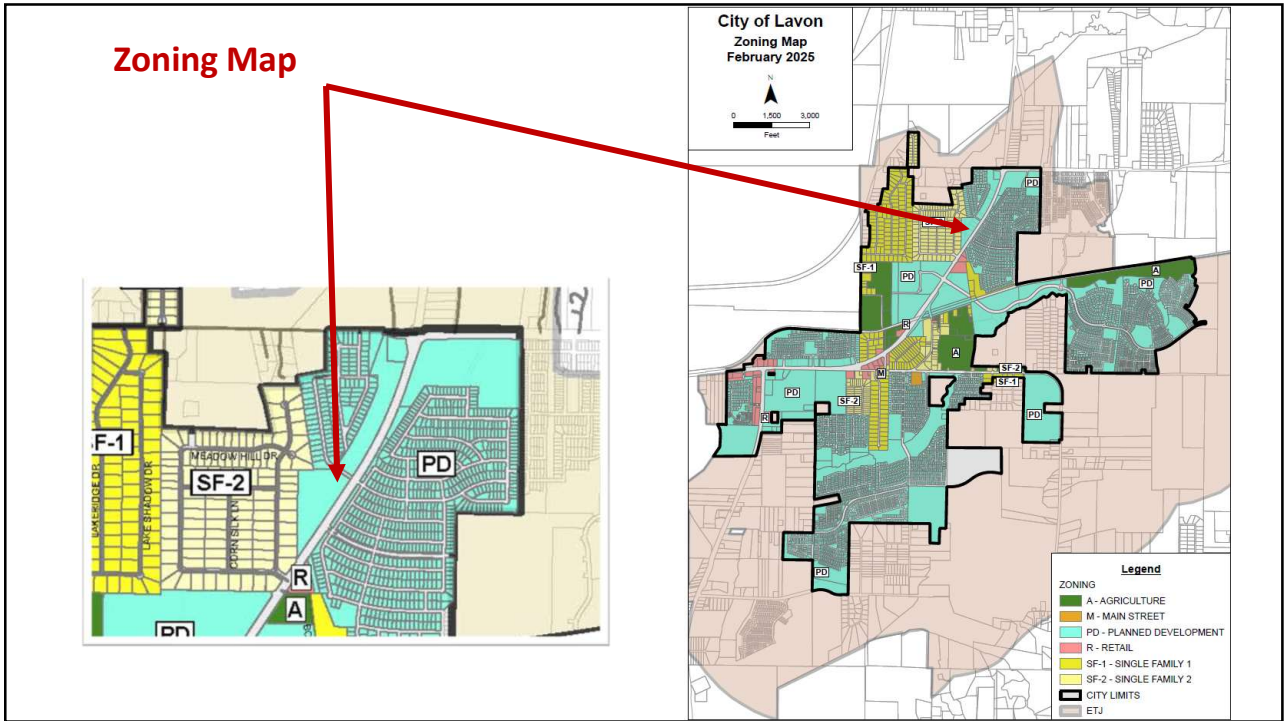 Zoning Map
City of Lavon
Zoning Map
February 2025
N
0 1,500 3,000
Feet
PD
SF-1
PD
A
PD
R
A
M
SF-2
SF-1
PD
SF-2
R
PD
PD
Legend
ZONING
A - AGRICULTURE
M - MAIN STREET
PD - PLANNED DEVELOPMENT
R - RETAIL
SF-1 - SINGLE FAMILY 1
SF-2 - SINGLE FAMILY 2
CITY LIMITS
ETJ
SF-1
MEADOW HILL DR
SF-2
PD
LAKERIDGE DR
LAKE SHADOW DR
CORN SILK LN
R
A
PD